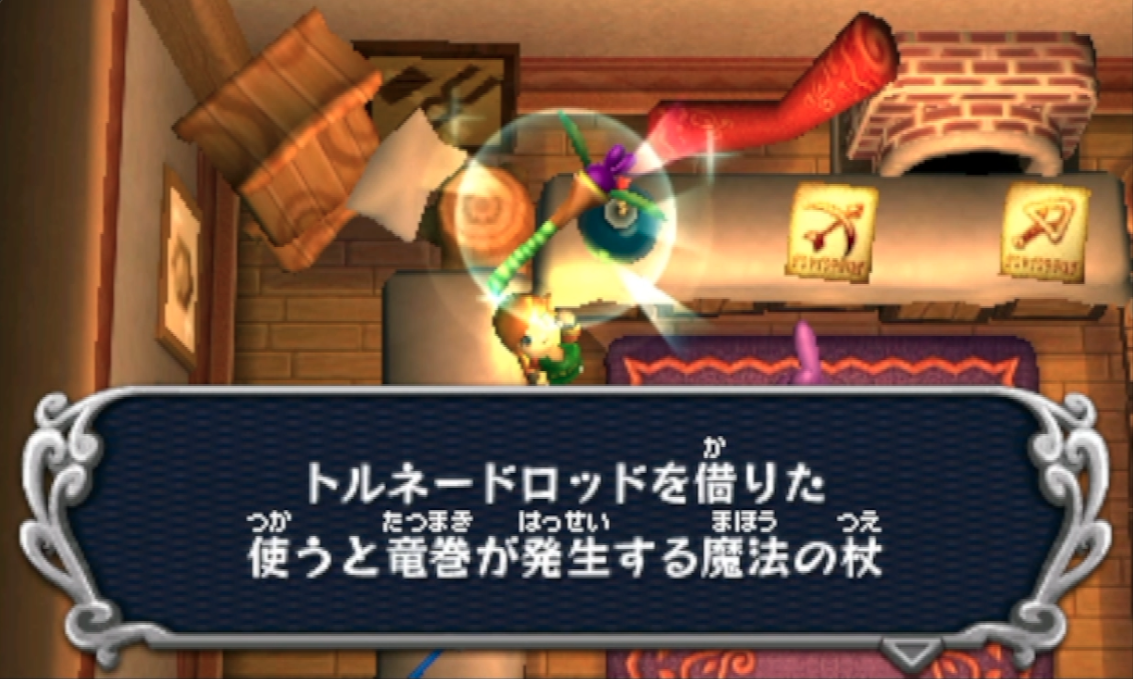 トルネードロッドを借りた
使うと竜巻が発生する魔法の杖